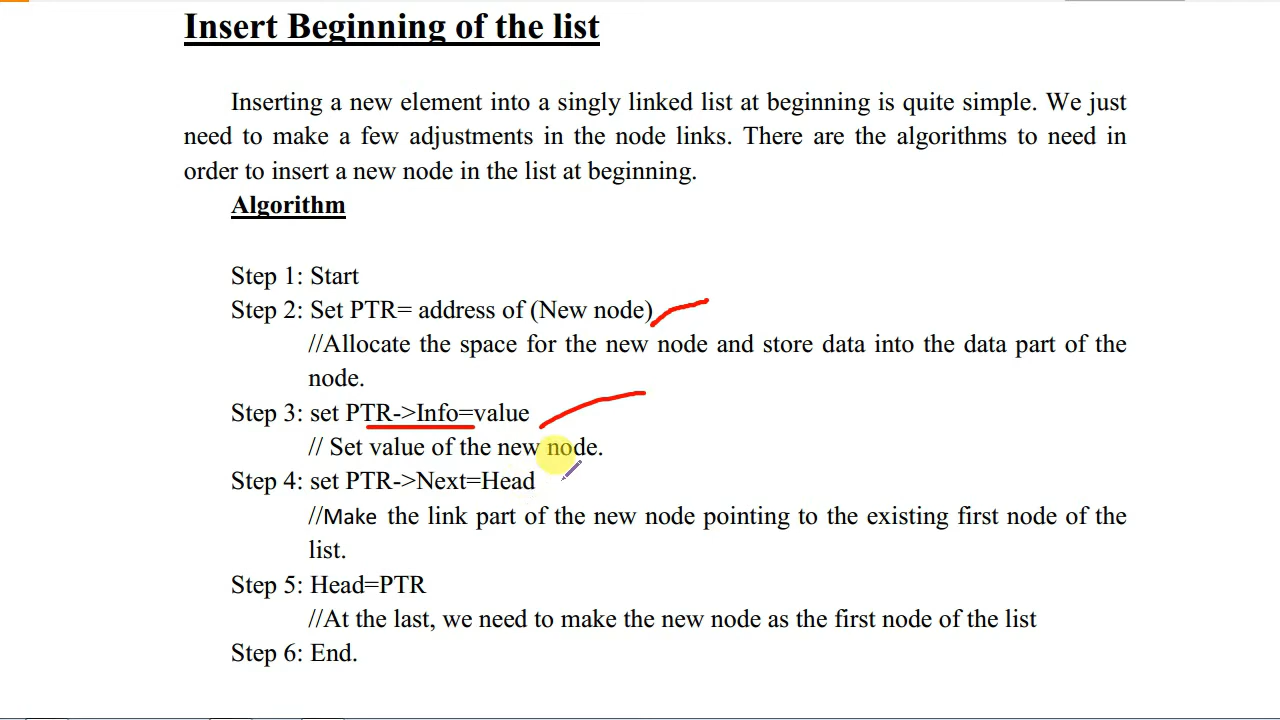 Insert Beginning of the list
Inserting a new element into a singly linked list at beginning is quite simple. We just
need to make a few adjustments in the node links. There are the algorithms to need in
order to insert a new node in the list at beginning.
Algorithm
Step 1: Start
Step 2: Set PTR= address of (New node)
//Allocate the space for the new node and store data into the data part of the
node.
Step 3: set PTR->Info=value
// Set value of the new node.
Step 4: set PTR->Next=Head
//Make the link part of the new node pointing to the existing first node of the
list.
Step 5: Head=PTR
//At the last, we need to make the new node as the first node of the list
Step 6: End.